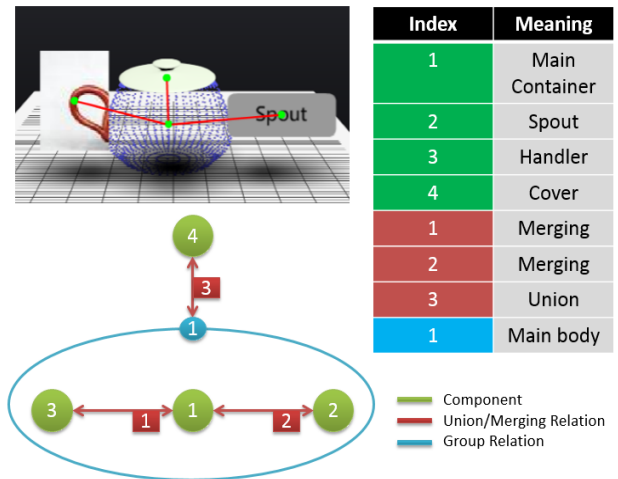 Spout
Index Meaning
1 Main
Container
2 Spout
3 Handler
4 Cover
1 Merging
2 Merging
3 Union
1 Main body
4
3
1
3 1 1 2 2
Component
Union/Merging Relation
Group Relation